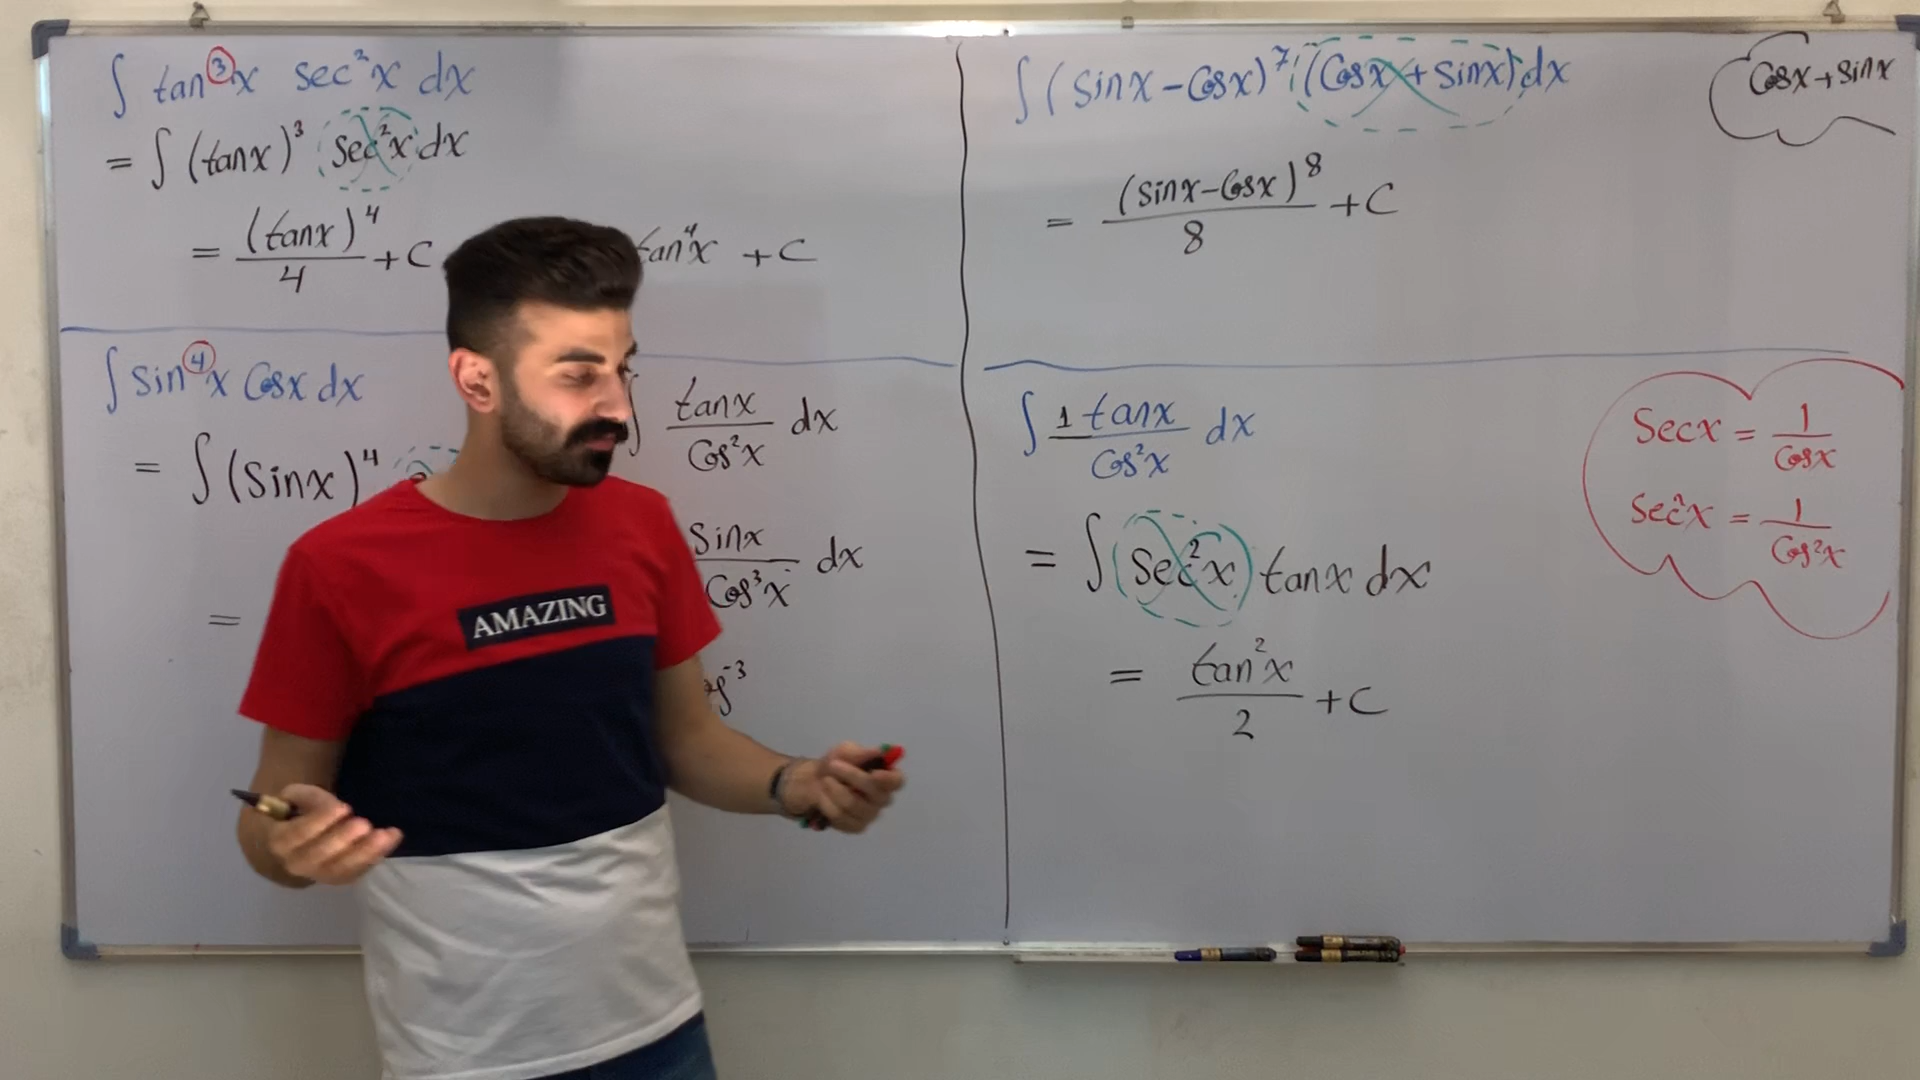 ∫ tan³x sec²x dx
= ∫ (tanx)³ sec²x dx
= (tanx)⁴/4 + C
tan⁴x + C
∫ sin⁴x Cosx dx
= ∫ (Sinx)⁴
=
∫ tanx/Cos²x dx
Sinx/Cos³x dx
-3
AMAZING
∫ (Sinx - Cosx)⁷ (Cosx + Sinx) dx
= (Sinx - Cosx)⁸/8 + C
Cosx + Sinx
∫ 1 tanx/Cos²x dx
= ∫ Sec²x tanx dx
= tan²x/2 + C
Secx = 1/Cosx
Sec²x = 1/Cos²x